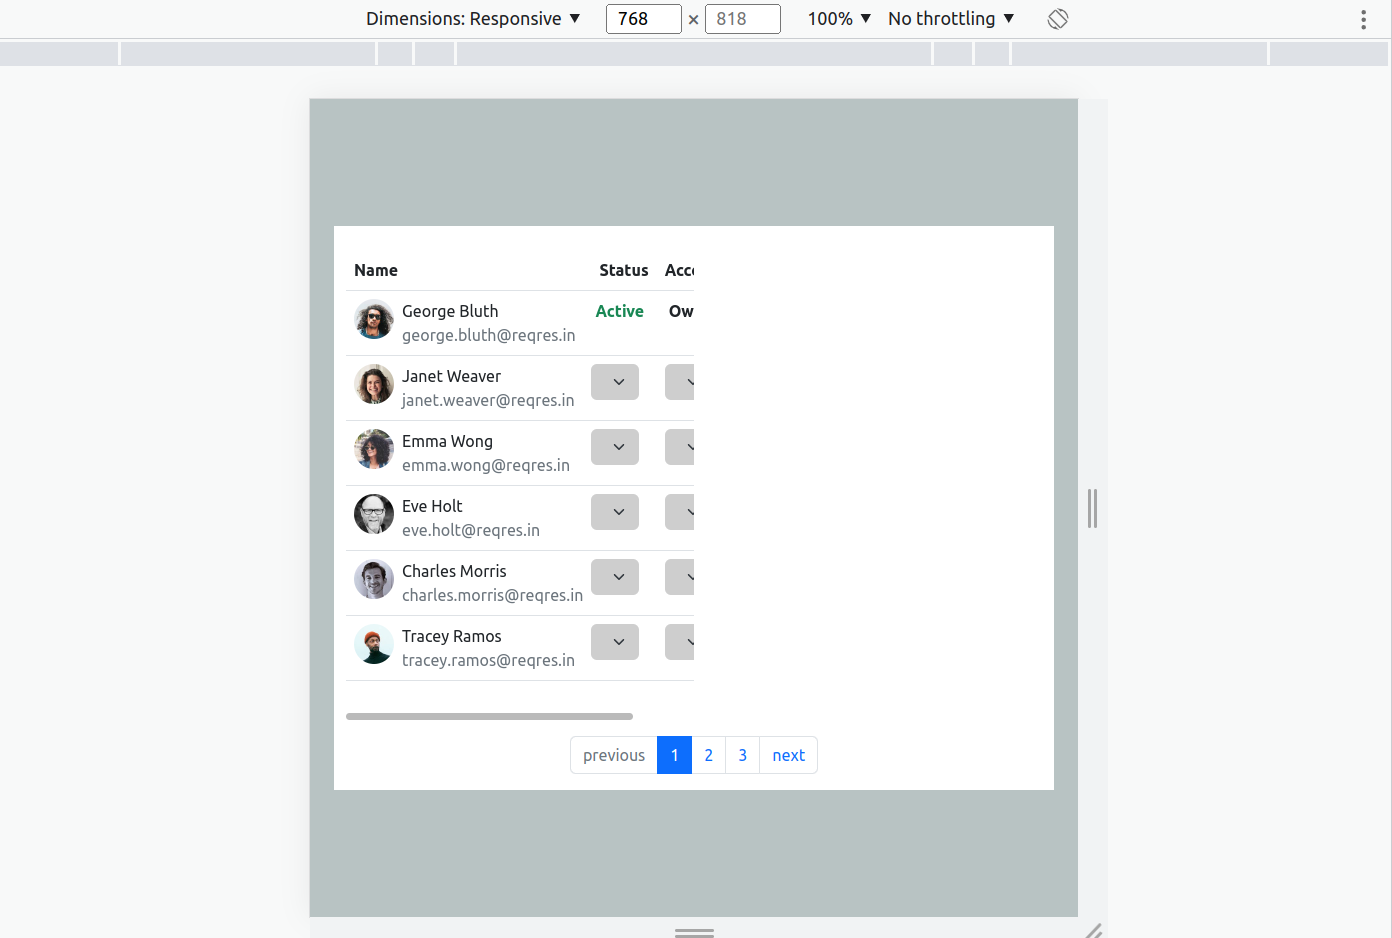 Dimensions: Responsive ▼ 768 × 818 100% ▼ No throttling ▼
Name Status Acc
George Bluth Active Ow
george.bluth@reqres.in
Janet Weaver
janet.weaver@reqres.in
Emma Wong
emma.wong@reqres.in
Eve Holt
eve.holt@reqres.in
Charles Morris
charles.morris@reqres.in
Tracey Ramos
tracey.ramos@reqres.in
previous 1 2 3 next